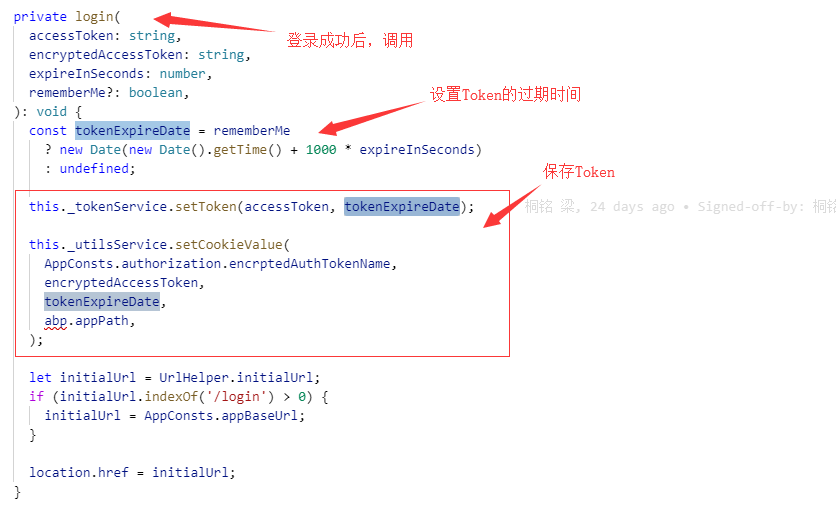 private login(
accessToken: string,
登录成功后，调用
encryptedAccessToken: string,
expireInSeconds: number,
rememberMe?: boolean,
设置Token的过期时间
): void {
const tokenExpireDate = rememberMe
? new Date(new Date().getTime() + 1000 * expireInSeconds)
: undefined;
保存Token
this._tokenService.setToken(accessToken, tokenExpireDate);
桐铭 梁, 24 days ago • Signed-off-by: 桐铭
this._utilsService.setCookieValue(
AppConsts.authorization.encrptedAuthTokenName,
encryptedAccessToken,
tokenExpireDate,
abp.appPath,
);
let initialUrl = UrlHelper.initialUrl;
if (initialUrl.indexOf('/login') > 0) {
initialUrl = AppConsts.appBaseUrl;
}
location.href = initialUrl;
}